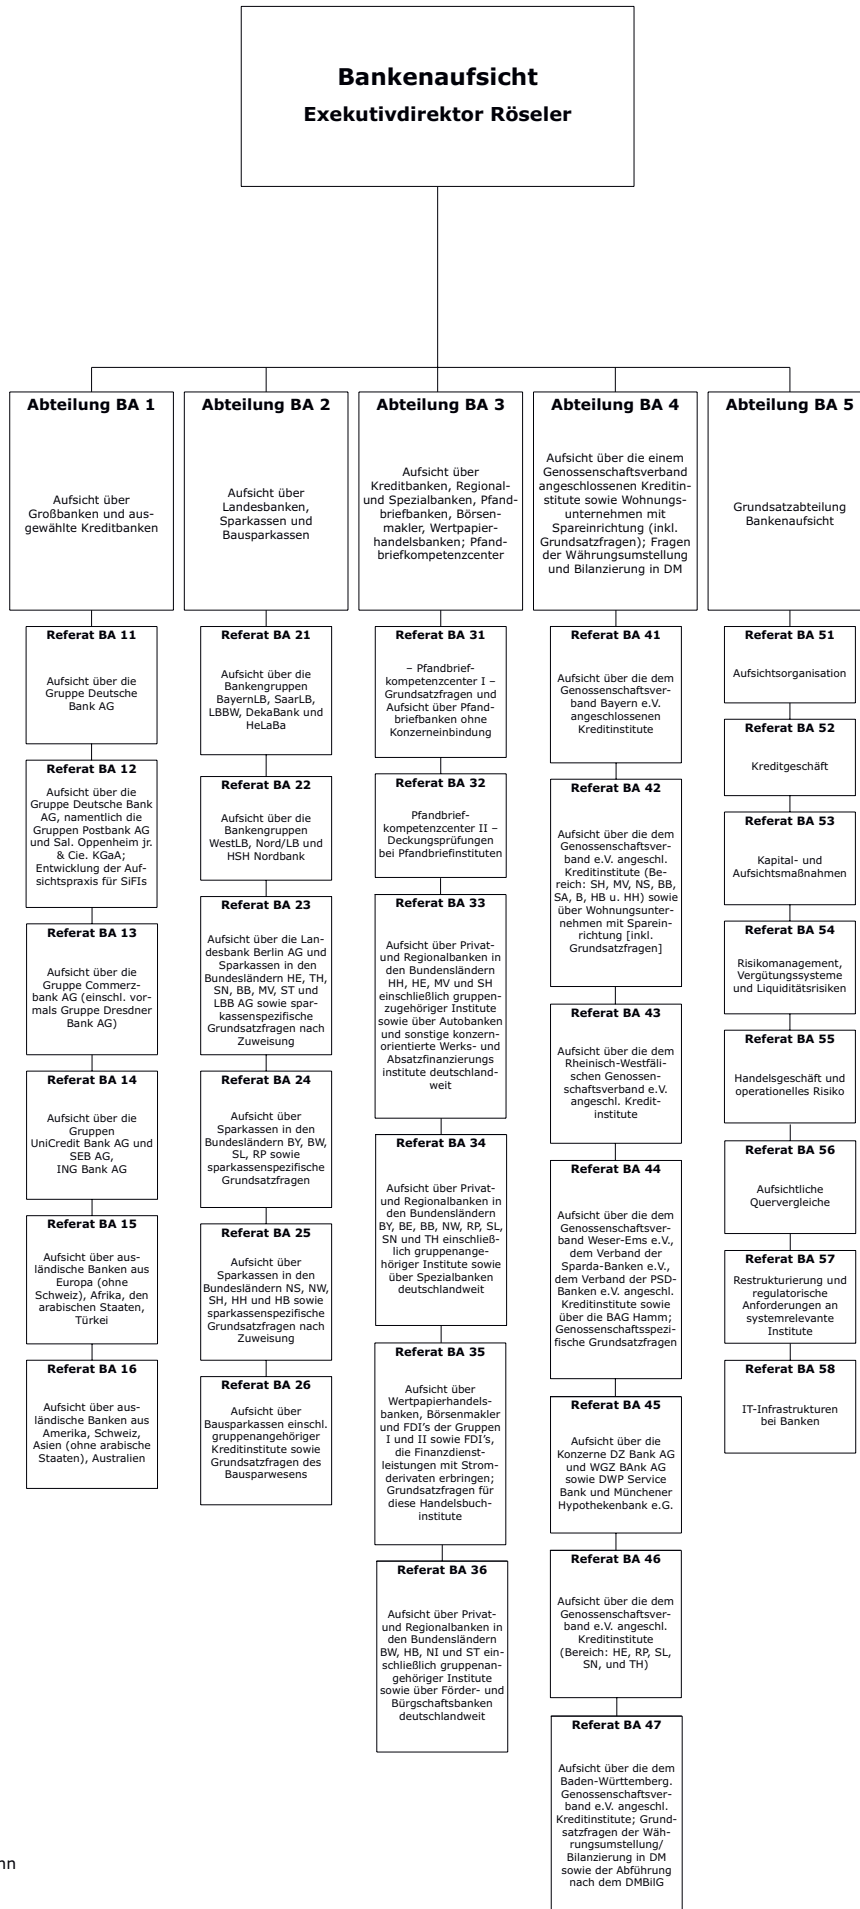 Bankenaufsicht
Exekutivdirektor Röseler
Abteilung BA 1
Aufsicht über
Großbanken und aus-
gewählte Kreditbanken
Referat BA 11
Aufsicht über die
Gruppe Deutsche
Bank AG
Referat BA 12
Aufsicht über die
Gruppe Deutsche Bank
AG, namentlich die
Gruppen Postbank AG
und Sal. Oppenheim jr.
& Cie. KGaA;
Entwicklung der Auf-
sichtspraxis für SiFIs
Referat BA 13
Aufsicht über die
Gruppe Commerz-
bank AG (einschl. vor-
mals Gruppe Dresdner
Bank AG)
Referat BA 14
Aufsicht über die
Gruppen
UniCredit Bank AG und
SEB AG,
ING Bank AG
Referat BA 15
Aufsicht über aus-
ländische Banken aus
Europa (ohne
Schweiz), Afrika, den
arabischen Staaten,
Türkei
Referat BA 16
Aufsicht über aus-
ländische Banken aus
Amerika, Schweiz,
Asien (ohne arabische
Staaten), Australien
Abteilung BA 2
Aufsicht über
Landesbanken,
Sparkassen und
Bausparkassen
Referat BA 21
Aufsicht über die
Bankengruppen
BayernLB, SaarLB,
LBBW, DekaBank und
HeLaBa
Referat BA 22
Aufsicht über die
Bankengruppen
WestLB, Nord/LB und
HSH Nordbank
Referat BA 23
Aufsicht über die Lan-
desbank Berlin AG und
Sparkassen in den
Bundesländern HE, TH,
SN, BB, MV, ST und
LBB AG sowie spar-
kassenspezifische
Grundsatzfragen nach
Zuweisung
Referat BA 24
Aufsicht über
Sparkassen in den
Bundesländern BY, BW,
SL, RP sowie
sparkassenspezifische
Grundsatzfragen
Referat BA 25
Aufsicht über
Sparkassen in den
Bundesländern NS, NW,
SH, HH und HB sowie
sparkassenspezifische
Grundsatzfragen nach
Zuweisung
Referat BA 26
Aufsicht über
Bausparkassen einschl.
gruppenangehöriger
Kreditinstitute sowie
Grundsatzfragen des
Bausparwesens
Abteilung BA 3
Aufsicht über
Kreditbanken, Regional-
und Spezialbanken, Pfand-
briefbanken, Börsen-
makler, Wertpapier-
handelsbanken; Pfand-
briefkompetenzcenter
Referat BA 31
– Pfandbrief-
kompetenzcenter I –
Grundsatzfragen und
Aufsicht über Pfand-
briefbanken ohne
Konzerneinbindung
Referat BA 32
Pfandbrief-
kompetenzcenter II –
Deckungsprüfungen
bei Pfandbriefinstituten
Referat BA 33
Aufsicht über Privat-
und Regionalbanken in
den Bundensländern
HH, HE, MV und SH
einschließlich gruppen-
zugehöriger Institute
sowie über Autobanken
und sonstige konzern-
orientierte Werks- und
Absatzfinanzierungs
institute deutschland-
weit
Referat BA 34
Aufsicht über Privat-
und Regionalbanken in
den Bundensländern
BY, BE, BB, NW, RP, SL,
SN und TH einschließ-
lich gruppenange-
höriger Institute sowie
über Spezialbanken
deutschlandweit
Referat BA 35
Aufsicht über
Wertpapierhandels-
banken, Börsenmakler
und FDI's der Gruppen
I und II sowie FDI's,
die Finanzdienst-
leistungen mit Strom-
derivaten erbringen;
Grundsatzfragen für
diese Handelsbuch-
institute
Referat BA 36
Aufsicht über Privat-
und Regionalbanken in
den Bundensländern
BW, HB, NI und ST ein-
schließlich gruppenan-
gehöriger Institute
sowie über Förder- und
Bürgschaftsbanken
deutschlandweit
Abteilung BA 4
Aufsicht über die einem
Genossenschaftsverband
angeschlossenen Kreditin-
stitute sowie Wohnungs-
unternehmen mit
Spareinrichtung (inkl.
Grundsatzfragen); Fragen
der Währungsumstellung
und Bilanzierung in DM
Referat BA 41
Aufsicht über die dem
Genossenschaftsver-
band Bayern e.V.
angeschlossenen
Kreditinstitute
Referat BA 42
Aufsicht über die dem
Genossenschaftsver-
band e.V. angeschl.
Kreditinstitute (Be-
reich: SH, MV, NS, BB,
SA, B, HB u. HH) sowie
über Wohnungsunter-
nehmen mit Sparein-
richtung [inkl.
Grundsatzfragen]
Referat BA 43
Aufsicht über die dem
Rheinisch-Westfäli-
schen Genossen-
schaftsverband e.V.
angeschl. Kredit-
institute
Referat BA 44
Aufsicht über die dem
Genossenschaftsver-
band Weser-Ems e.V.,
dem Verband der
Sparda-Banken e.V.,
dem Verband der PSD-
Banken e.V. angeschl.
Kreditinstitute sowie
über die BAG Hamm;
Genossenschaftsspezi-
fische Grundsatzfragen
Referat BA 45
Aufsicht über die
Konzerne DZ Bank AG
und WGZ BAnk AG
sowie DWP Service
Bank und Münchener
Hypothekenbank e.G.
Referat BA 46
Aufsicht über die dem
Genossenschaftsver-
band e.V. angeschl.
Kreditinstitute
(Bereich: HE, RP, SL,
SN, und TH)
Referat BA 47
Aufsicht über die dem
Baden-Württemberg.
Genossenschaftsver-
band e.V. angeschl.
Kreditinstitute; Grund-
satzfragen der Wäh-
rungsumstellung/
Bilanzierung in DM
sowie der Abführung
nach dem DMBilG
Abteilung BA 5
Grundsatzabteilung
Bankenaufsicht
Referat BA 51
Aufsichtsorganisation
Referat BA 52
Kreditgeschäft
Referat BA 53
Kapital- und
Aufsichtsmaßnahmen
Referat BA 54
Risikomanagement,
Vergütungssysteme
und Liquiditätsrisiken
Referat BA 55
Handelsgeschäft und
operationelles Risiko
Referat BA 56
Aufsichtliche
Quervergleiche
Referat BA 57
Restrukturierung und
regulatorische
Anforderungen an
systemrelevante
Institute
Referat BA 58
IT-Infrastrukturen
bei Banken